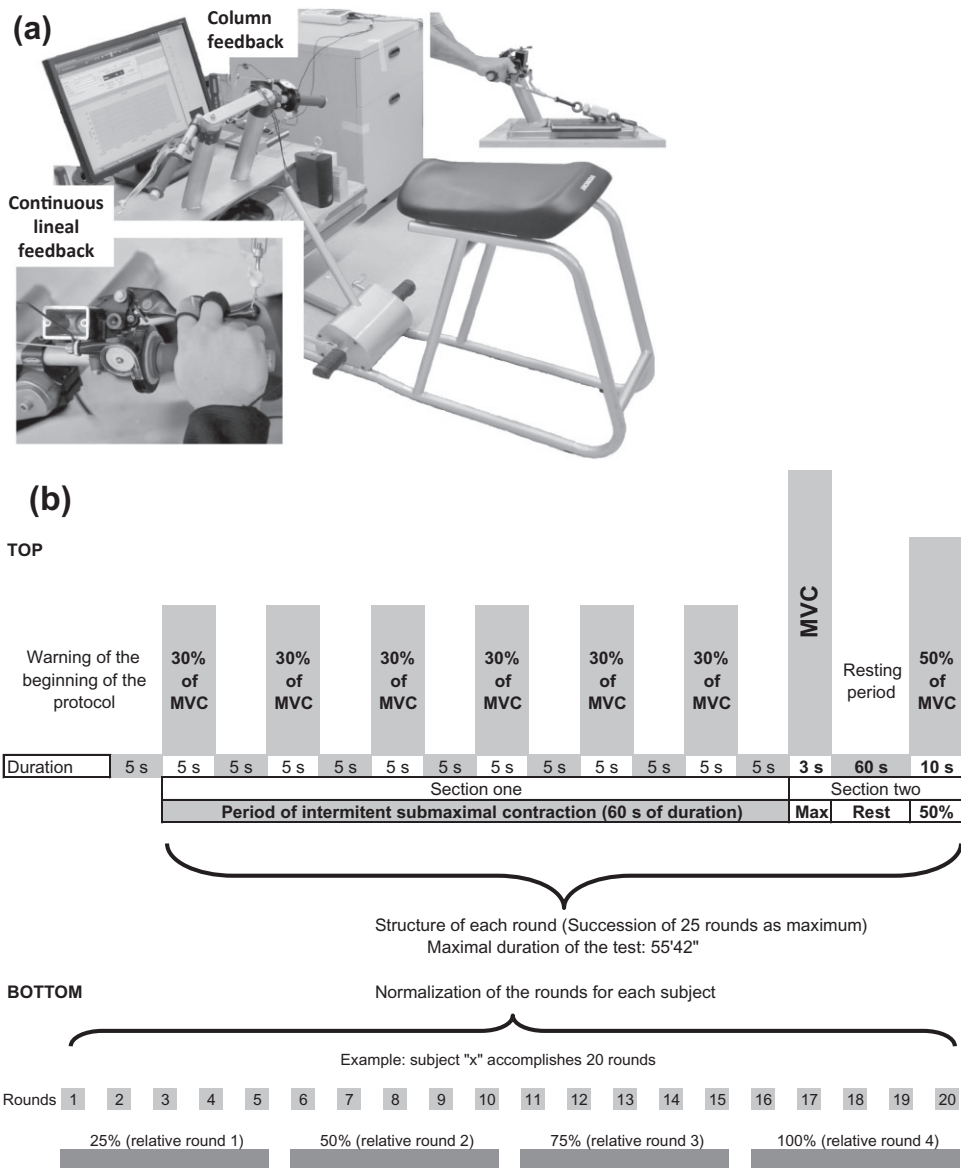 (a)
Column
feedback
Continuous
lineal
feedback
HONDA
(b)
TOP
Warning of the
beginning of the
protocol
30%
of
MVC
30%
of
MVC
30%
of
MVC
30%
of
MVC
30%
of
MVC
30%
of
MVC
MVC
Resting
period
50%
of
MVC
Duration 5 s 5 s 5 s 5 s 5 s 5 s 5 s 5 s 5 s 5 s 5 s 5 s 5 s 3 s 60 s 10 s
Section one Section two
Period of intermitent submaximal contraction (60 s of duration) Max Rest 50%
Structure of each round (Succession of 25 rounds as maximum)
Maximal duration of the test: 55'42"
BOTTOM
Normalization of the rounds for each subject
Example: subject "x" accomplishes 20 rounds
Rounds 1 2 3 4 5 6 7 8 9 10 11 12 13 14 15 16 17 18 19 20
25% (relative round 1) 50% (relative round 2) 75% (relative round 3) 100% (relative round 4)